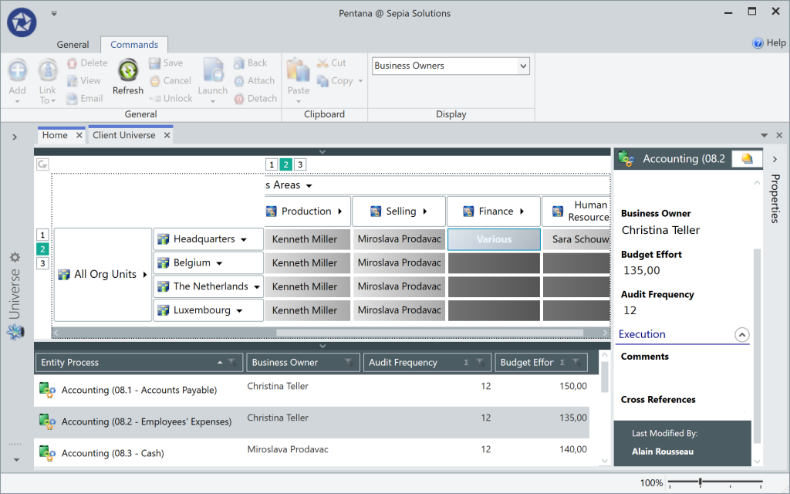 Pentana @ Sepia Solutions
General Commands
Help
Add
Link To
Delete
View
Email
Refresh
Save
Cancel
Unlock
Launch
Back
Attach
Detach
Paste
Cut
Copy
Business Owners
General Clipboard Display
Home Client Universe
1 2 3
s Areas
Production Selling Finance Human Resource
1
2
3
All Org Units
Headquarters Kenneth Miller Miroslava Prodavac Various Sara Schouw
Belgium Kenneth Miller Miroslava Prodavac
The Netherlands Kenneth Miller Miroslava Prodavac
Luxembourg Kenneth Miller Miroslava Prodavac
Universe
Entity Process Business Owner Audit Frequency Σ Budget Effor Σ
Accounting (08.1 - Accounts Payable) Christina Teller 12 150,00
Accounting (08.2 - Employees' Expenses) Christina Teller 12 135,00
Accounting (08.3 - Cash) Miroslava Prodavac 12 140,00
Accounting (08.2
Properties
Business Owner
Christina Teller
Budget Effort
135,00
Audit Frequency
12
Execution
Comments
Cross References
Last Modified By:
Alain Rousseau
100%